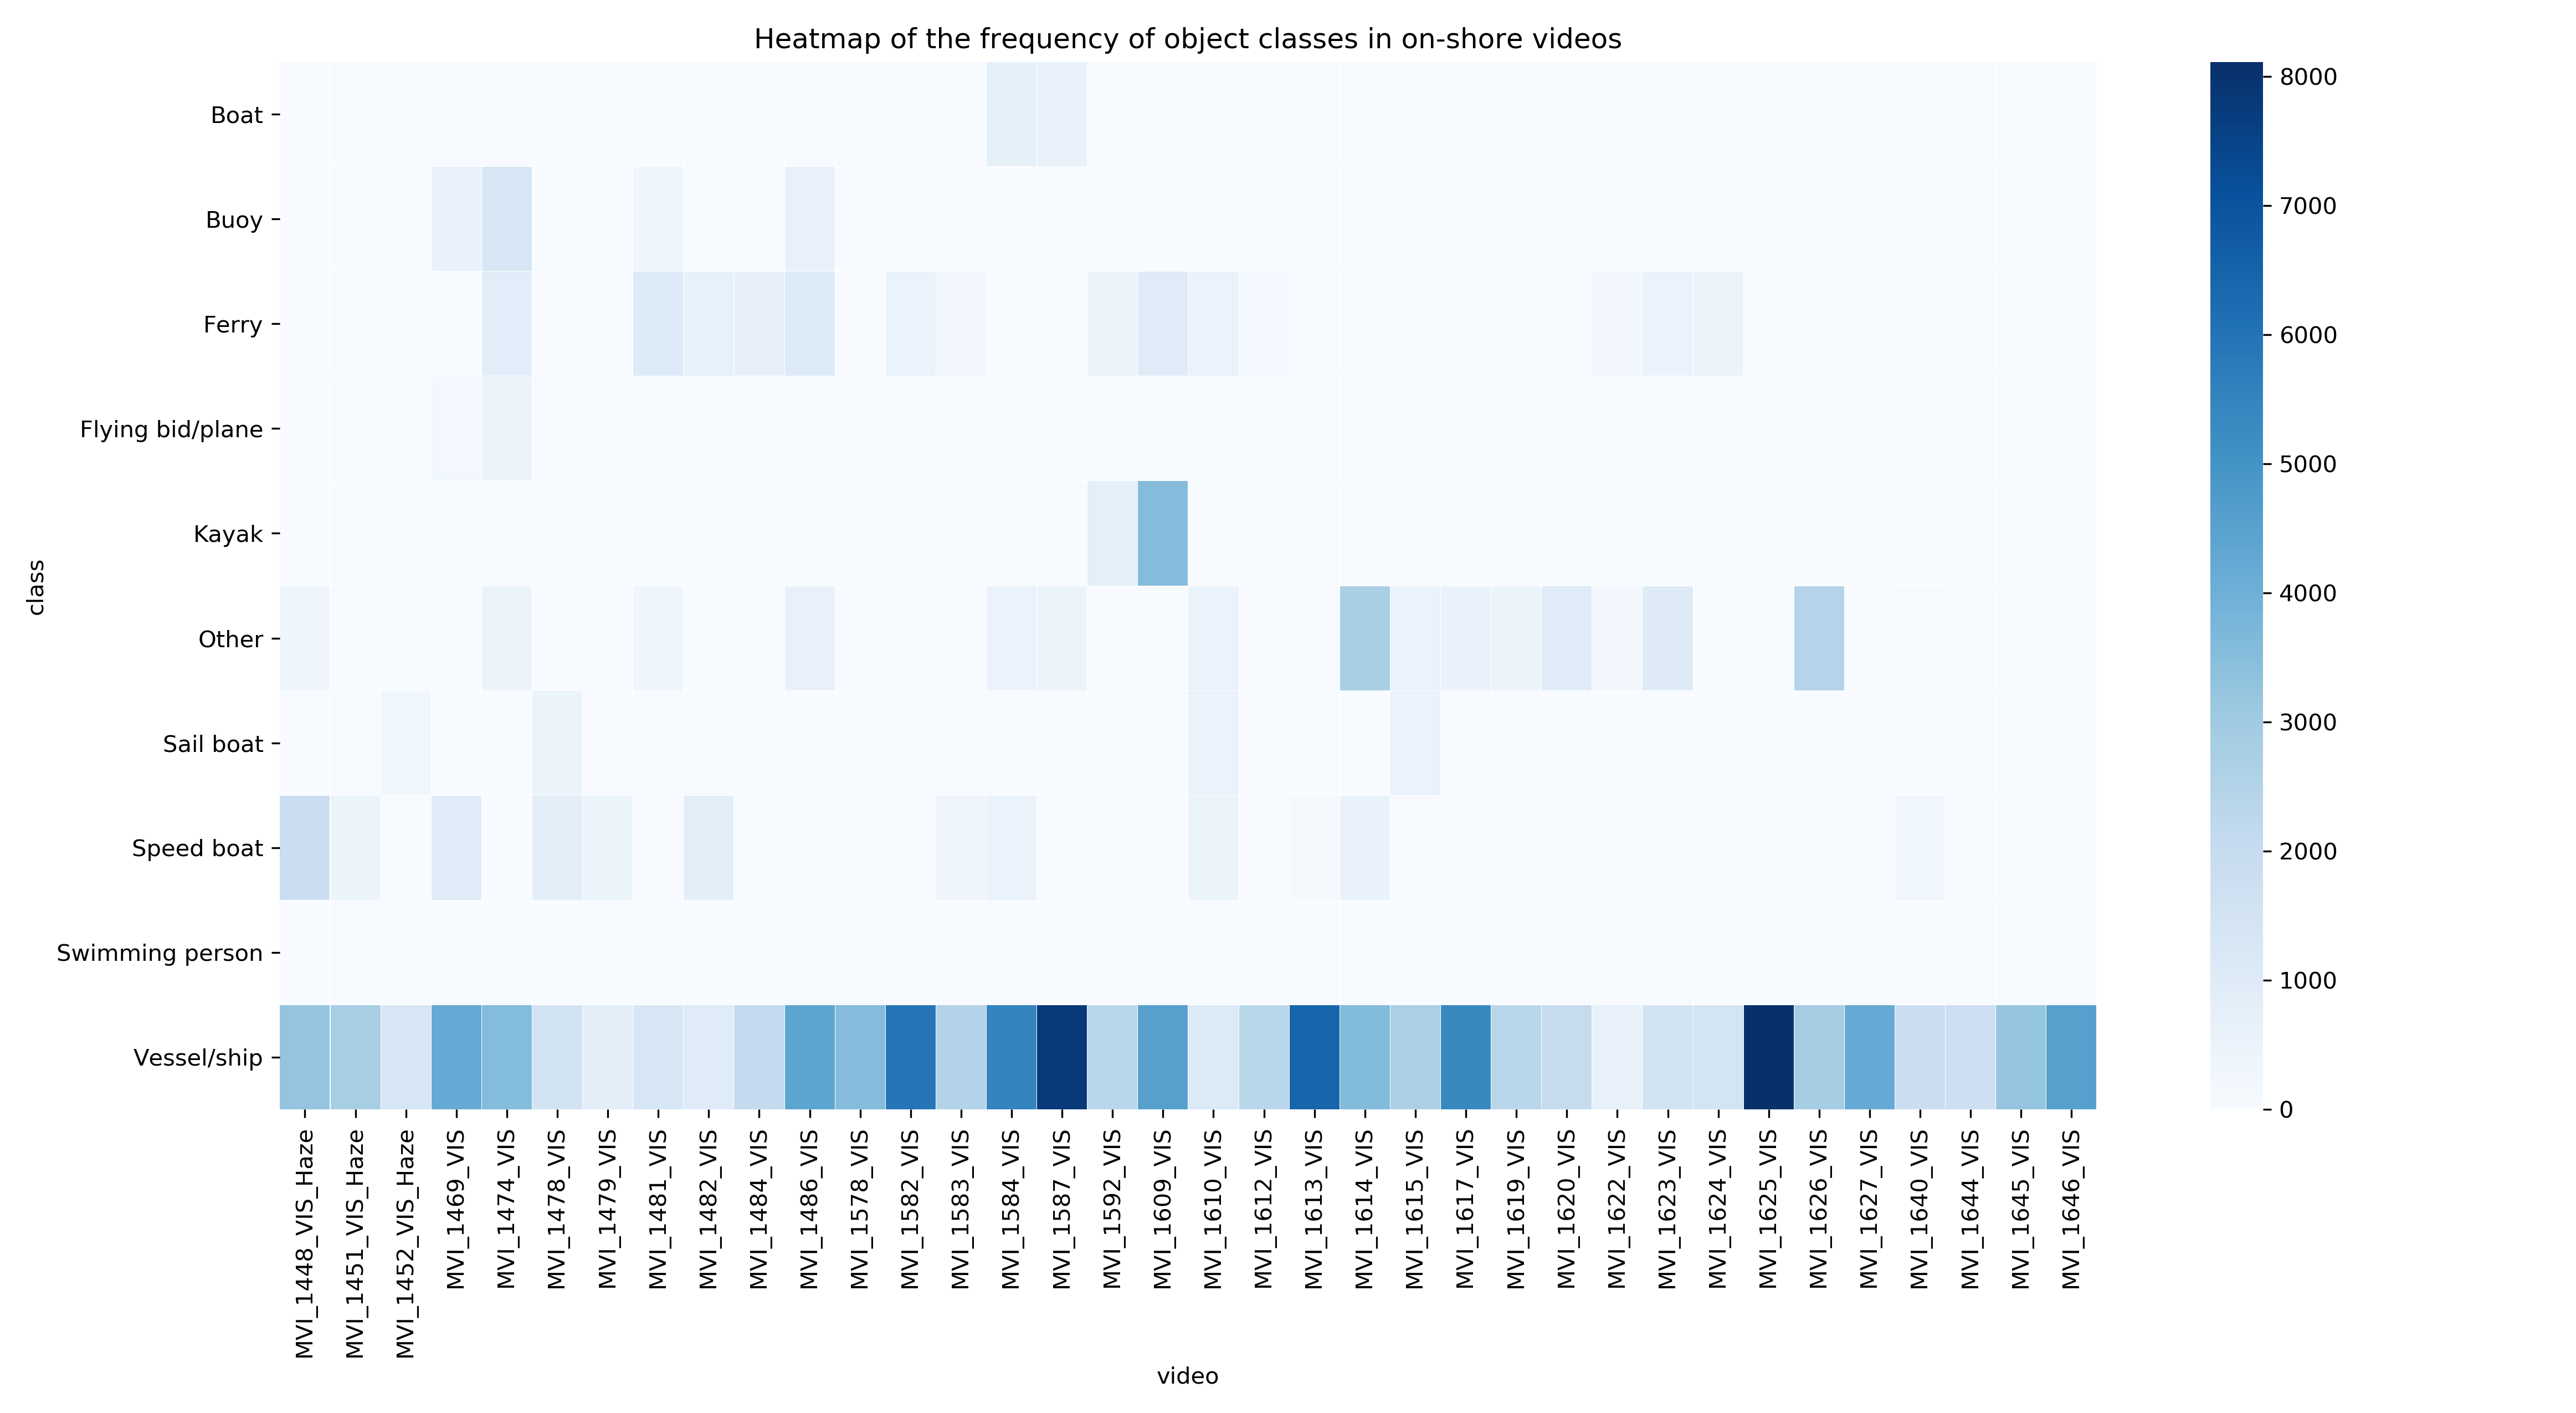 Heatmap of the frequency of object classes in on-shore videos
class
Boat
Buoy
Ferry
Flying bid/plane
Kayak
Other
Sail boat
Speed boat
Swimming person
Vessel/ship
MVI_1448_VIS_Haze
MVI_1451_VIS_Haze
MVI_1452_VIS_Haze
MVI_1469_VIS
MVI_1474_VIS
MVI_1478_VIS
MVI_1479_VIS
MVI_1481_VIS
MVI_1482_VIS
MVI_1484_VIS
MVI_1486_VIS
MVI_1578_VIS
MVI_1582_VIS
MVI_1583_VIS
MVI_1584_VIS
MVI_1587_VIS
MVI_1592_VIS
MVI_1609_VIS
MVI_1610_VIS
MVI_1612_VIS
MVI_1613_VIS
MVI_1614_VIS
MVI_1615_VIS
MVI_1617_VIS
MVI_1619_VIS
MVI_1620_VIS
MVI_1622_VIS
MVI_1623_VIS
MVI_1624_VIS
MVI_1625_VIS
MVI_1626_VIS
MVI_1627_VIS
MVI_1640_VIS
MVI_1644_VIS
MVI_1645_VIS
MVI_1646_VIS
video
8000
7000
6000
5000
4000
3000
2000
1000
0